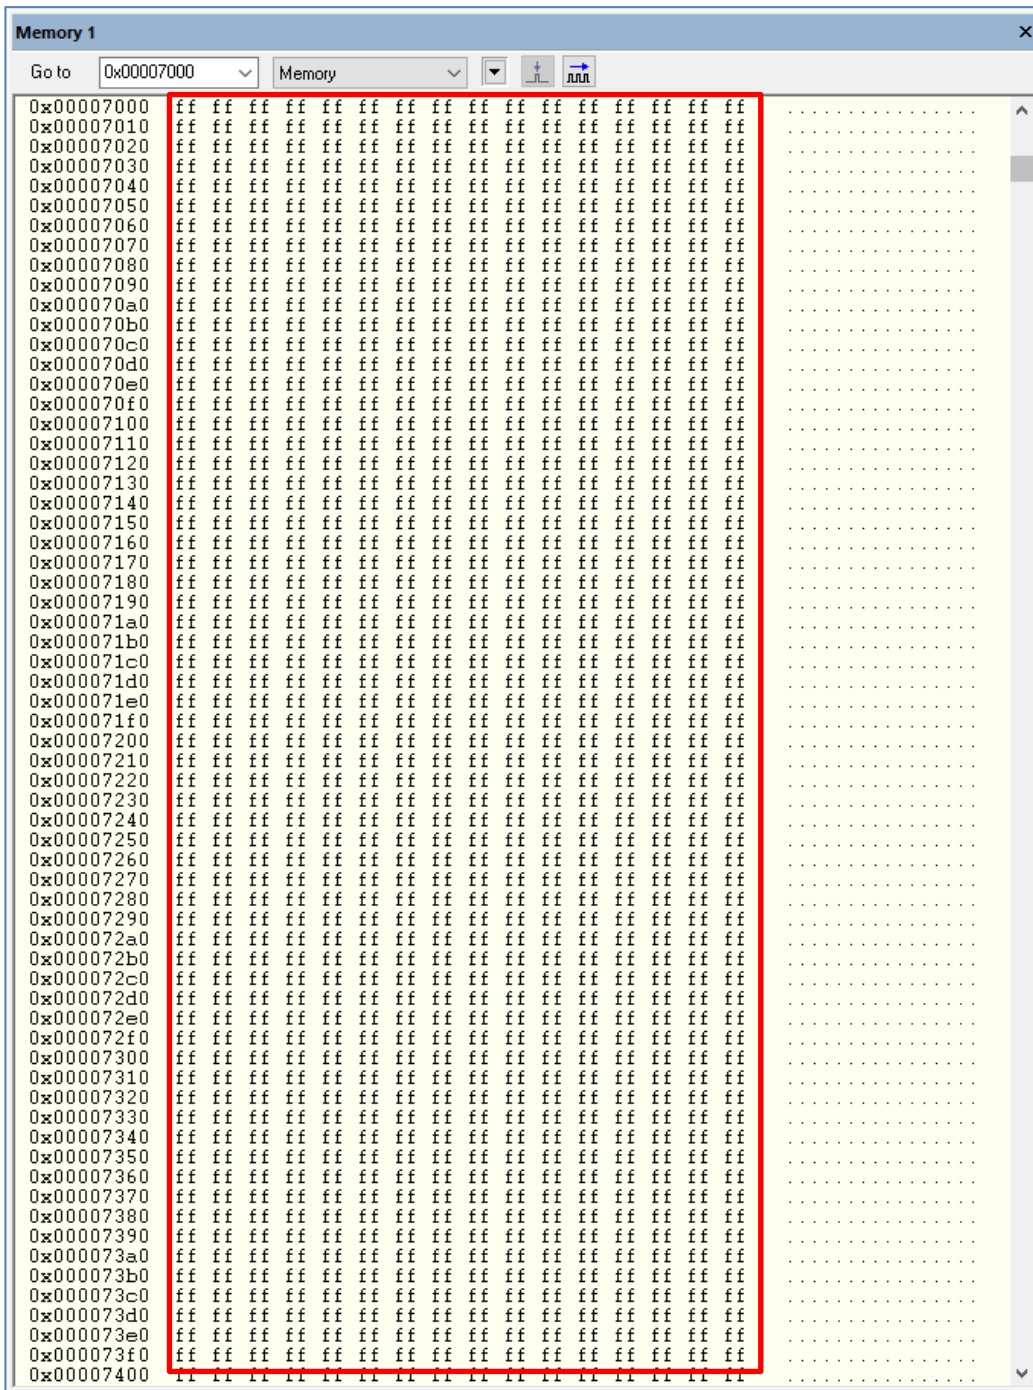 Memory 1
Go to 0x00007000 Memory
0x00007000 ff ff ff ff ff ff ff ff ff ff ff ff ff ff ff ff ................
0x00007010 ff ff ff ff ff ff ff ff ff ff ff ff ff ff ff ff ................
0x00007020 ff ff ff ff ff ff ff ff ff ff ff ff ff ff ff ff ................
0x00007030 ff ff ff ff ff ff ff ff ff ff ff ff ff ff ff ff ................
0x00007040 ff ff ff ff ff ff ff ff ff ff ff ff ff ff ff ff ................
0x00007050 ff ff ff ff ff ff ff ff ff ff ff ff ff ff ff ff ................
0x00007060 ff ff ff ff ff ff ff ff ff ff ff ff ff ff ff ff ................
0x00007070 ff ff ff ff ff ff ff ff ff ff ff ff ff ff ff ff ................
0x00007080 ff ff ff ff ff ff ff ff ff ff ff ff ff ff ff ff ................
0x00007090 ff ff ff ff ff ff ff ff ff ff ff ff ff ff ff ff ................
0x000070a0 ff ff ff ff ff ff ff ff ff ff ff ff ff ff ff ff ................
0x000070b0 ff ff ff ff ff ff ff ff ff ff ff ff ff ff ff ff ................
0x000070c0 ff ff ff ff ff ff ff ff ff ff ff ff ff ff ff ff ................
0x000070d0 ff ff ff ff ff ff ff ff ff ff ff ff ff ff ff ff ................
0x000070e0 ff ff ff ff ff ff ff ff ff ff ff ff ff ff ff ff ................
0x000070f0 ff ff ff ff ff ff ff ff ff ff ff ff ff ff ff ff ................
0x00007100 ff ff ff ff ff ff ff ff ff ff ff ff ff ff ff ff ................
0x00007110 ff ff ff ff ff ff ff ff ff ff ff ff ff ff ff ff ................
0x00007120 ff ff ff ff ff ff ff ff ff ff ff ff ff ff ff ff ................
0x00007130 ff ff ff ff ff ff ff ff ff ff ff ff ff ff ff ff ................
0x00007140 ff ff ff ff ff ff ff ff ff ff ff ff ff ff ff ff ................
0x00007150 ff ff ff ff ff ff ff ff ff ff ff ff ff ff ff ff ................
0x00007160 ff ff ff ff ff ff ff ff ff ff ff ff ff ff ff ff ................
0x00007170 ff ff ff ff ff ff ff ff ff ff ff ff ff ff ff ff ................
0x00007180 ff ff ff ff ff ff ff ff ff ff ff ff ff ff ff ff ................
0x00007190 ff ff ff ff ff ff ff ff ff ff ff ff ff ff ff ff ................
0x000071a0 ff ff ff ff ff ff ff ff ff ff ff ff ff ff ff ff ................
0x000071b0 ff ff ff ff ff ff ff ff ff ff ff ff ff ff ff ff ................
0x000071c0 ff ff ff ff ff ff ff ff ff ff ff ff ff ff ff ff ................
0x000071d0 ff ff ff ff ff ff ff ff ff ff ff ff ff ff ff ff ................
0x000071e0 ff ff ff ff ff ff ff ff ff ff ff ff ff ff ff ff ................
0x000071f0 ff ff ff ff ff ff ff ff ff ff ff ff ff ff ff ff ................
0x00007200 ff ff ff ff ff ff ff ff ff ff ff ff ff ff ff ff ................
0x00007210 ff ff ff ff ff ff ff ff ff ff ff ff ff ff ff ff ................
0x00007220 ff ff ff ff ff ff ff ff ff ff ff ff ff ff ff ff ................
0x00007230 ff ff ff ff ff ff ff ff ff ff ff ff ff ff ff ff ................
0x00007240 ff ff ff ff ff ff ff ff ff ff ff ff ff ff ff ff ................
0x00007250 ff ff ff ff ff ff ff ff ff ff ff ff ff ff ff ff ................
0x00007260 ff ff ff ff ff ff ff ff ff ff ff ff ff ff ff ff ................
0x00007270 ff ff ff ff ff ff ff ff ff ff ff ff ff ff ff ff ................
0x00007280 ff ff ff ff ff ff ff ff ff ff ff ff ff ff ff ff ................
0x00007290 ff ff ff ff ff ff ff ff ff ff ff ff ff ff ff ff ................
0x000072a0 ff ff ff ff ff ff ff ff ff ff ff ff ff ff ff ff ................
0x000072b0 ff ff ff ff ff ff ff ff ff ff ff ff ff ff ff ff ................
0x000072c0 ff ff ff ff ff ff ff ff ff ff ff ff ff ff ff ff ................
0x000072d0 ff ff ff ff ff ff ff ff ff ff ff ff ff ff ff ff ................
0x000072e0 ff ff ff ff ff ff ff ff ff ff ff ff ff ff ff ff ................
0x000072f0 ff ff ff ff ff ff ff ff ff ff ff ff ff ff ff ff ................
0x00007300 ff ff ff ff ff ff ff ff ff ff ff ff ff ff ff ff ................
0x00007310 ff ff ff ff ff ff ff ff ff ff ff ff ff ff ff ff ................
0x00007320 ff ff ff ff ff ff ff ff ff ff ff ff ff ff ff ff ................
0x00007330 ff ff ff ff ff ff ff ff ff ff ff ff ff ff ff ff ................
0x00007340 ff ff ff ff ff ff ff ff ff ff ff ff ff ff ff ff ................
0x00007350 ff ff ff ff ff ff ff ff ff ff ff ff ff ff ff ff ................
0x00007360 ff ff ff ff ff ff ff ff ff ff ff ff ff ff ff ff ................
0x00007370 ff ff ff ff ff ff ff ff ff ff ff ff ff ff ff ff ................
0x00007380 ff ff ff ff ff ff ff ff ff ff ff ff ff ff ff ff ................
0x00007390 ff ff ff ff ff ff ff ff ff ff ff ff ff ff ff ff ................
0x000073a0 ff ff ff ff ff ff ff ff ff ff ff ff ff ff ff ff ................
0x000073b0 ff ff ff ff ff ff ff ff ff ff ff ff ff ff ff ff ................
0x000073c0 ff ff ff ff ff ff ff ff ff ff ff ff ff ff ff ff ................
0x000073d0 ff ff ff ff ff ff ff ff ff ff ff ff ff ff ff ff ................
0x000073e0 ff ff ff ff ff ff ff ff ff ff ff ff ff ff ff ff ................
0x000073f0 ff ff ff ff ff ff ff ff ff ff ff ff ff ff ff ff ................
0x00007400 ff ff ff ff ff ff ff ff ff ff ff ff ff ff ff ff ................